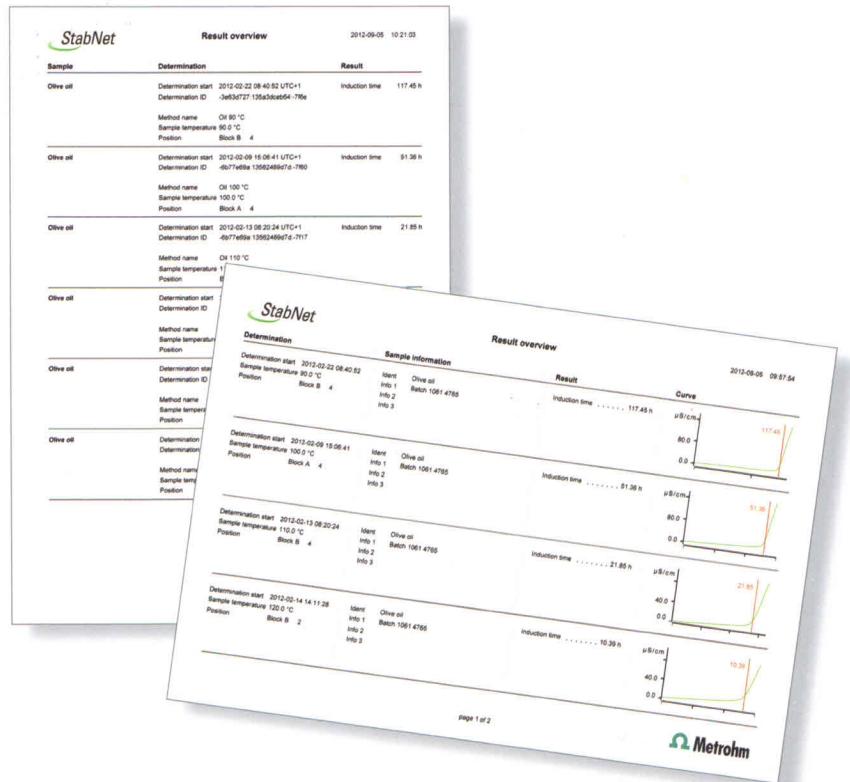 StabNet Result overview 2012-09-05 10:21:03
Sample Determination Result
Olive oil Determination start 2012-02-22 08:40:52 UTC+1 Induction time 117.45 h
Determination ID
Method name Oil 90 °C
Sample temperature 90.0 °C
Position Block B 4
Olive oil Determination start 2012-02-09 15:06:41 UTC+1 Induction time 51.36 h
Determination ID
Method name Oil 100 °C
Sample temperature 100.0 °C
Position Block A 4
Olive oil Determination start 2012-02-13 08:20:24 UTC+1 Induction time 21.85 h
Determination ID
Method name Oil 110 °C
Sample temperature
Position
Olive oil Determination start
Determination ID
Method name
Sample
Position
Olive oil Determination
Determination ID
Method name
Sample
Position
Olive oil Determination
Determination
Method name
Sample
Position
StabNet
Result overview
2012-09-05 09:57:54
Determination Sample information Result Curve
Determination start 2012-02-22 08:40:52 Ident Olive oil Induction time ...... 117.45 h µS/cm 117.45
Sample temperature 90.0 °C Info 1 Batch 1061 4765
Position Block B 4 Info 2 80.0
Info 3 0.0
Determination start 2012-02-09 15:06:41 Ident Olive oil Induction time ....... 51.36 h µS/cm 51.36
Sample temperature 100.0 °C Info 1 Batch 1061 4765
Position Block A 4 Info 2 80.0
Info 3 0.0
Determination start 2012-02-13 08:20:24 Ident Olive oil Induction time ....... 21.85 h µS/cm 21.85
Sample temperature 110.0 °C Info 1 Batch 1061 4765
Position Block B 4 Info 2 40.0
Info 3 0.0
Determination start 2012-02-14 14:11:28 Ident Olive oil Induction time ....... 10.39 h µS/cm 10.39
Sample temperature 120.0 °C Info 1 Batch 1061 4765
Position Block B 2 Info 2 40.0
Info 3 0.0
page 1 of 2
Metrohm